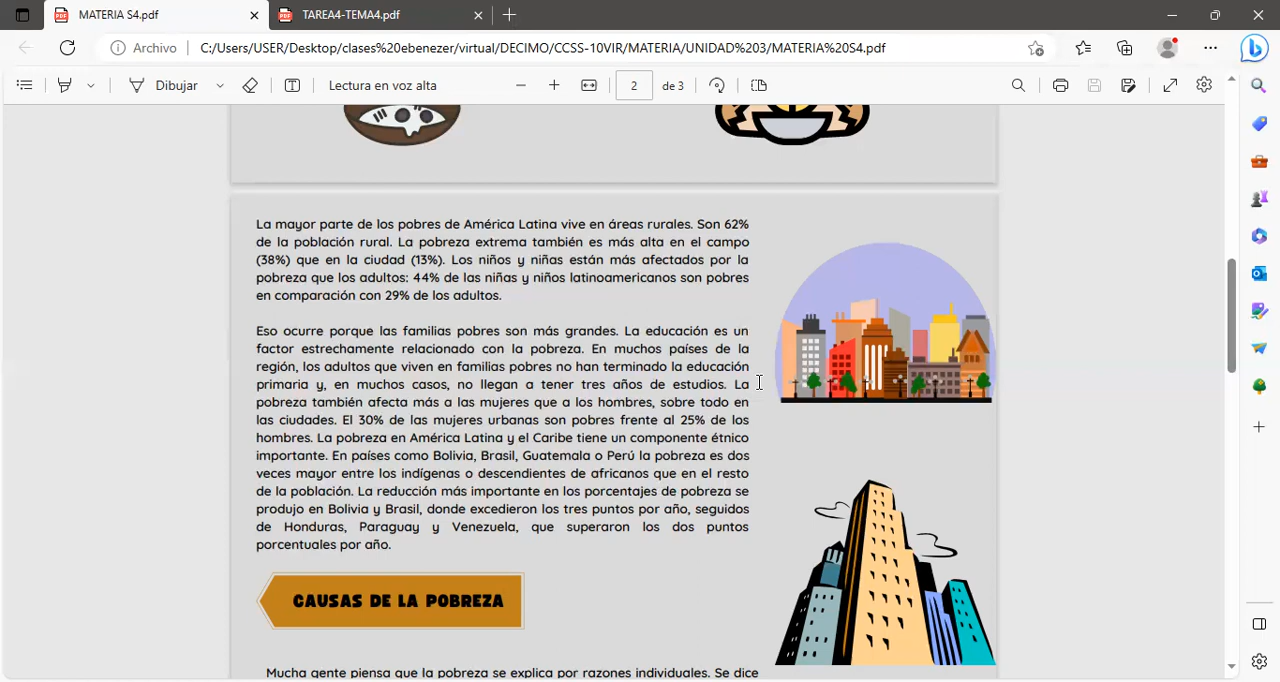 MATERIA S4.pdf
TAREA4-TEMA4.pdf
Archivo
C:/Users/USER/Desktop/clases%20ebenezer/virtual/DECIMO/CCSS-10VIR/MATERIA/UNIDAD%203/MATERIA%20S4.pdf
Dibujar
Lectura en voz alta
2
de 3
La mayor parte de los pobres de América Latina vive en áreas rurales. Son 62%
de la población rural. La pobreza extrema también es más alta en el campo
(38%) que en la ciudad (13%). Los niños y niñas están más afectados por la
pobreza que los adultos: 44% de las niñas y niños latinoamericanos son pobres
en comparación con 29% de los adultos.
Eso ocurre porque las familias pobres son más grandes. La educación es un
factor estrechamente relacionado con la pobreza. En muchos países de la
región, los adultos que viven en familias pobres no han terminado la educación
primaria y, en muchos casos, no llegan a tener tres años de estudios. La
pobreza también afecta más a las mujeres que a los hombres, sobre todo en
las ciudades. El 30% de las mujeres urbanas son pobres frente al 25% de los
hombres. La pobreza en América Latina y el Caribe tiene un componente étnico
importante. En países como Bolivia, Brasil, Guatemala o Perú la pobreza es dos
veces mayor entre los indígenas o descendientes de africanos que en el resto
de la población. La reducción más importante en los porcentajes de pobreza se
produjo en Bolivia y Brasil, donde excedieron los tres puntos por año, seguidos
de Honduras, Paraguay y Venezuela, que superaron los dos puntos
porcentuales por año.
CAUSAS DE LA POBREZA
Mucha gente piensa que la pobreza se explica por razones individuales. Se dice